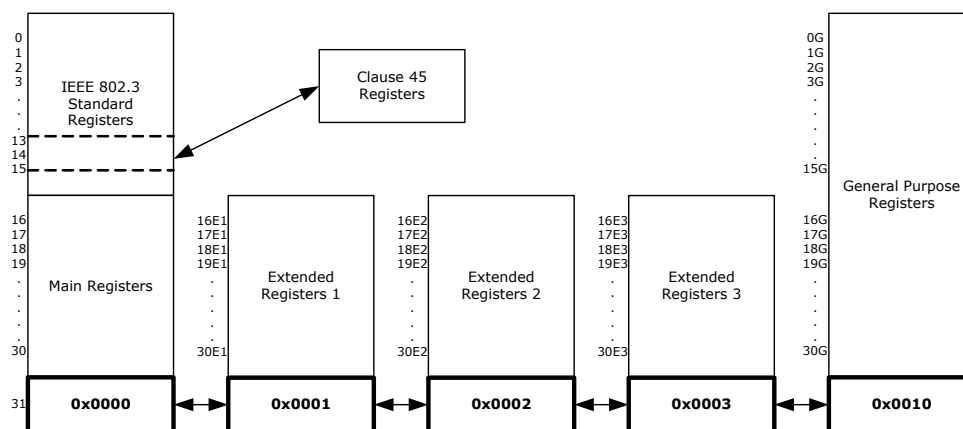 0
1
2
3
.
.
.
13
14
15
IEEE 802.3
Standard
Registers
Clause 45
Registers
0G
1G
2G
3G
.
.
.
.
.
15G
General Purpose
Registers
16
17
18
19
.
.
.
.
.
30
Main Registers
16E1
17E1
18E1
19E1
.
.
.
.
.
30E1
Extended
Registers 1
16E2
17E2
18E2
19E2
.
.
.
.
.
30E2
Extended
Registers 2
16E3
17E3
18E3
19E3
.
.
.
.
.
30E3
Extended
Registers 3
16G
17G
18G
19G
.
.
.
.
.
30G
31
0x0000
0x0001
0x0002
0x0003
0x0010